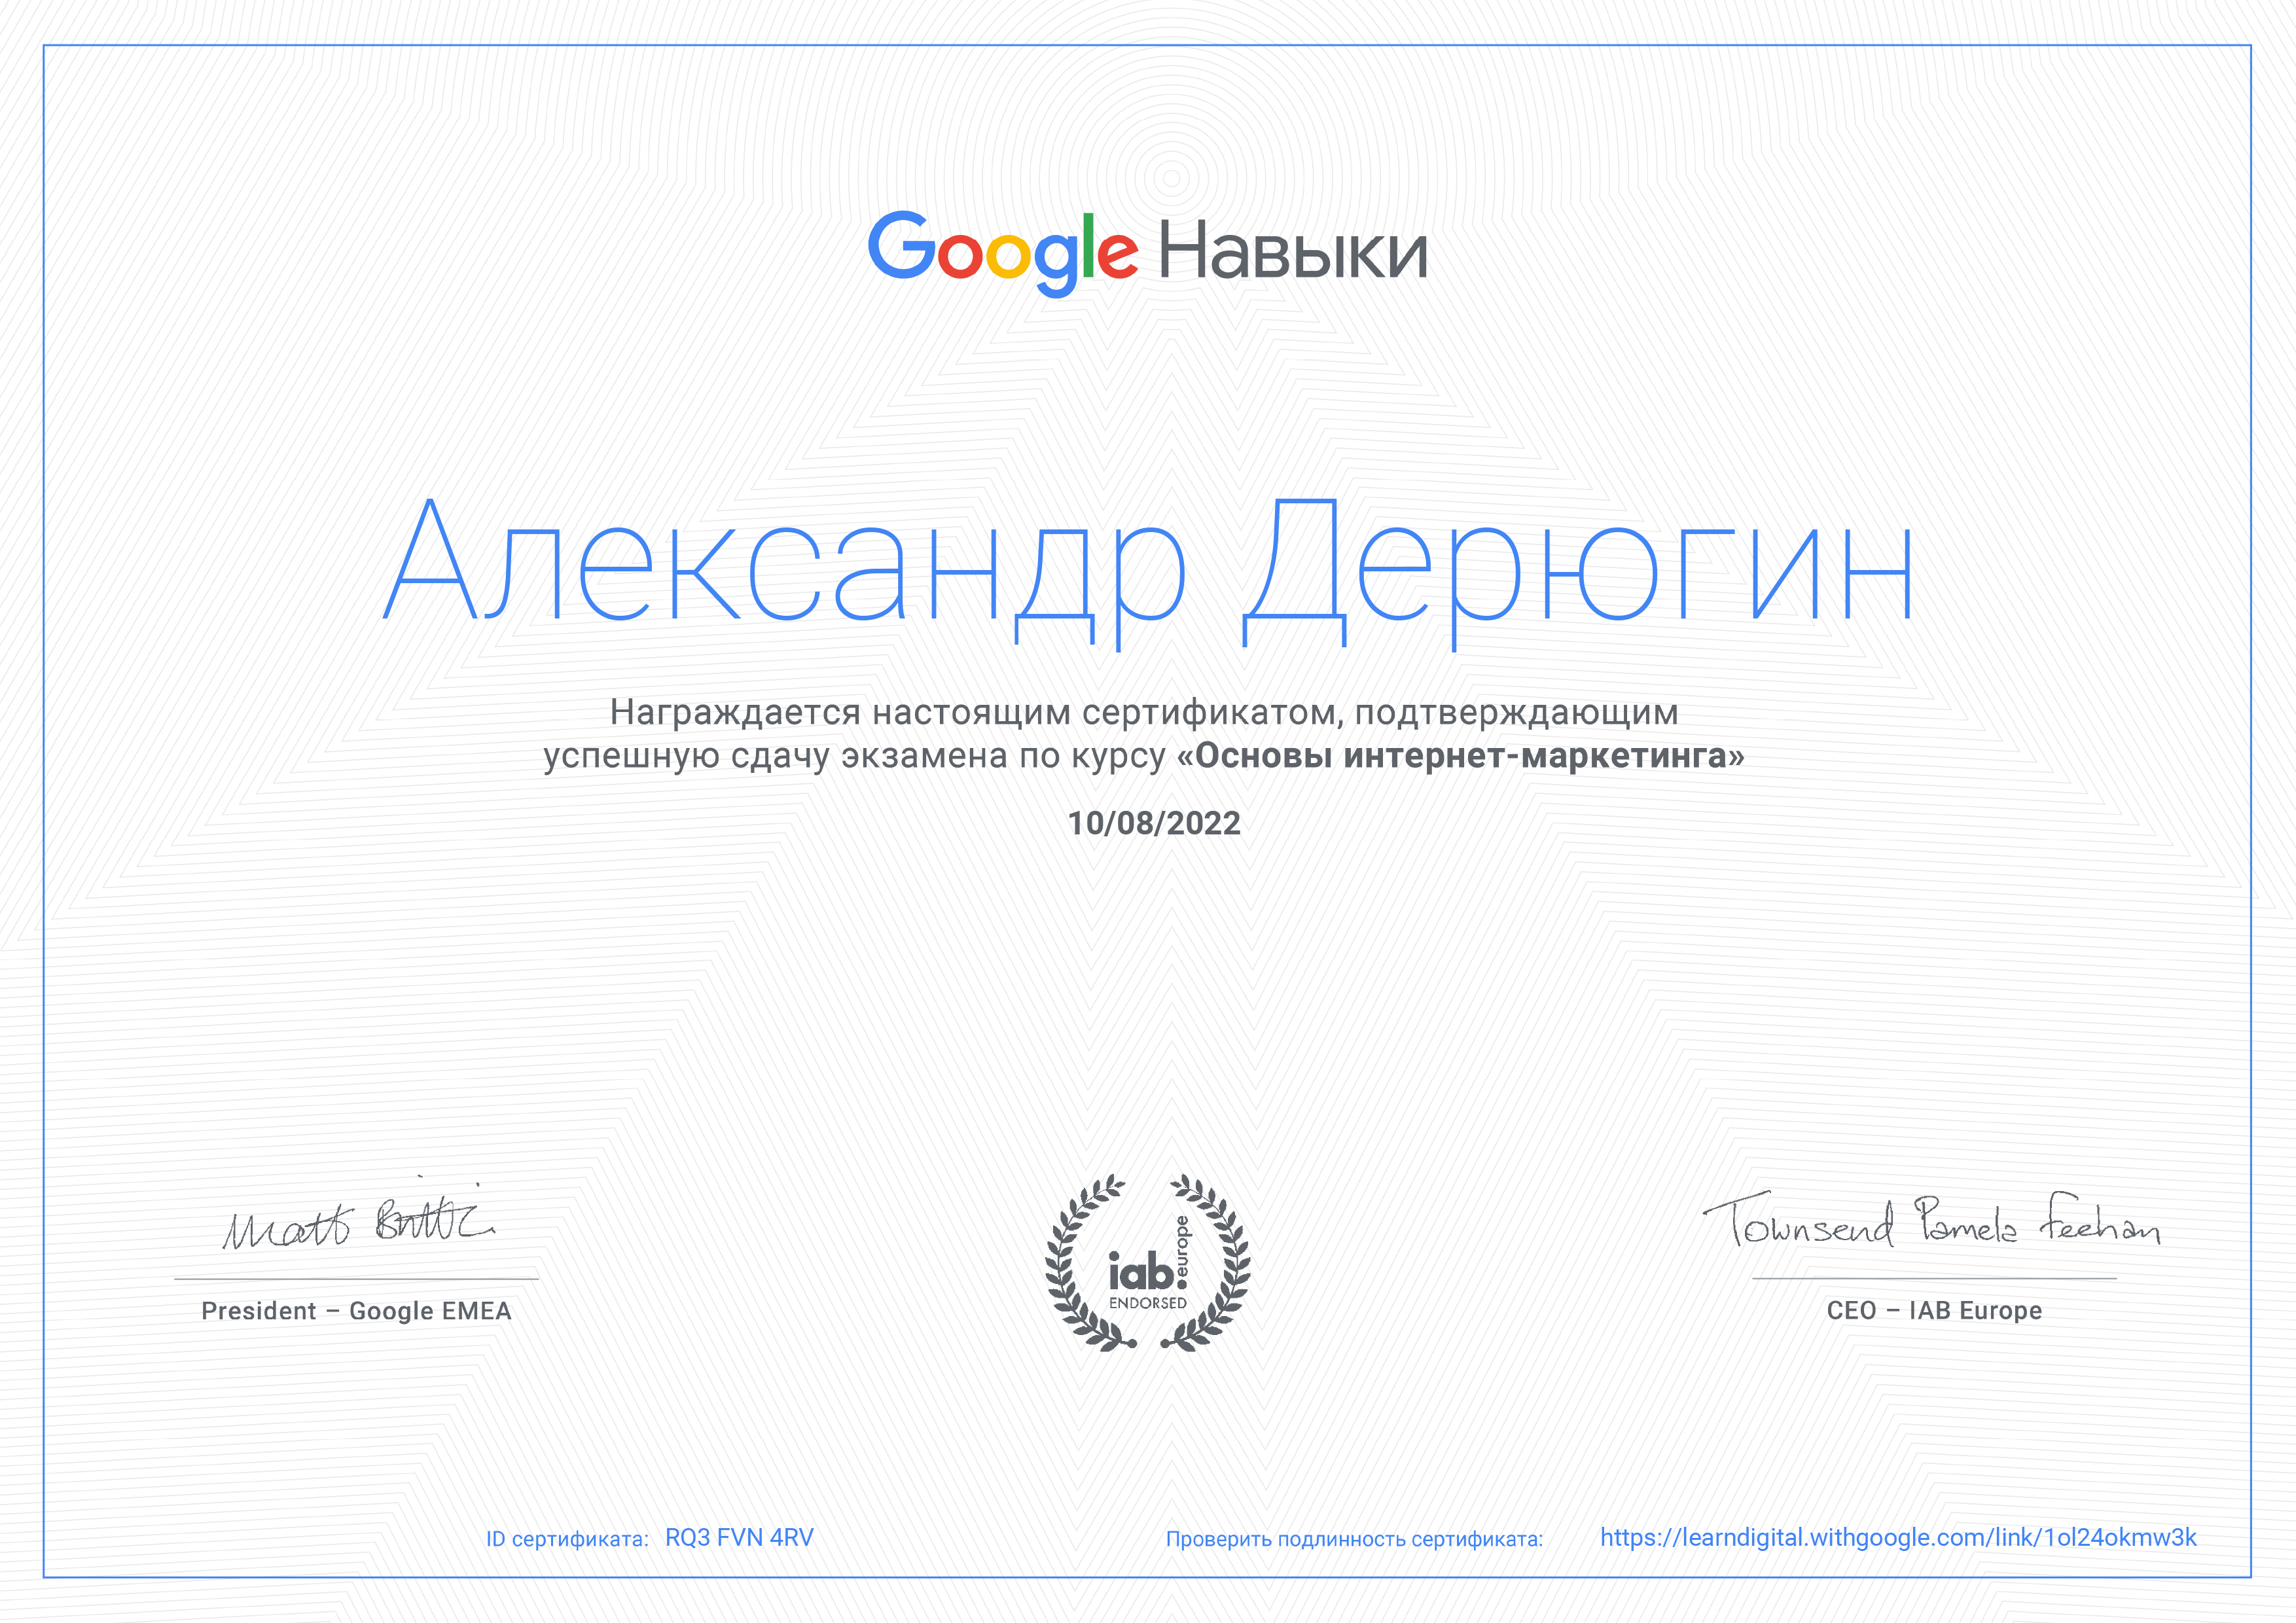 Google Навыки
Александр Дерюгин
Награждается настоящим сертификатом, подтверждающим
успешную сдачу экзамена по курсу «Основы интернет-маркетинга»
10/08/2022
Matt Brittin
Townsend Pamela Feehan
iab europe
ENDORSED
President – Google EMEA
CEO – IAB Europe
ID сертификата: RQ3 FVN 4RV
Проверить подлинность сертификата: https://learndigital.withgoogle.com/link/1ol24okmw3k